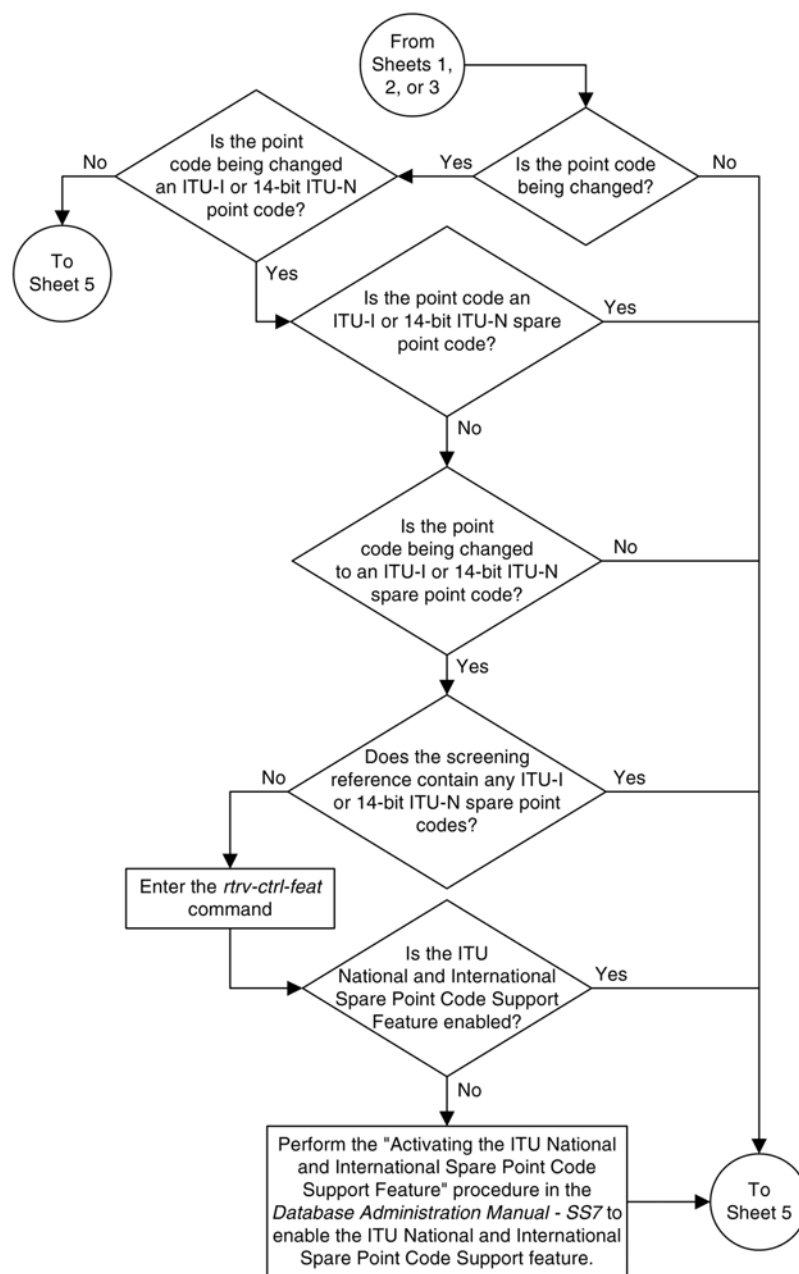 From
Sheets 1,
2, or 3
Is the point code
being changed?
Yes
No
Is the point
code being changed
an ITU-I or 14-bit ITU-N
point code?
No
To
Sheet 5
Yes
Is the point code an
ITU-I or 14-bit ITU-N spare
point code?
Yes
No
Is the point
code being changed
to an ITU-I or 14-bit ITU-N
spare point code?
No
Yes
Does the screening
reference contain any ITU-I
or 14-bit ITU-N spare point
codes?
No
Yes
Enter the rtrv-ctrl-feat
command
Is the ITU
National and International
Spare Point Code Support
Feature enabled?
Yes
No
Perform the "Activating the ITU National
and International Spare Point Code
Support Feature" procedure in the
Database Administration Manual - SS7 to
enable the ITU National and International
Spare Point Code Support feature.
To
Sheet 5